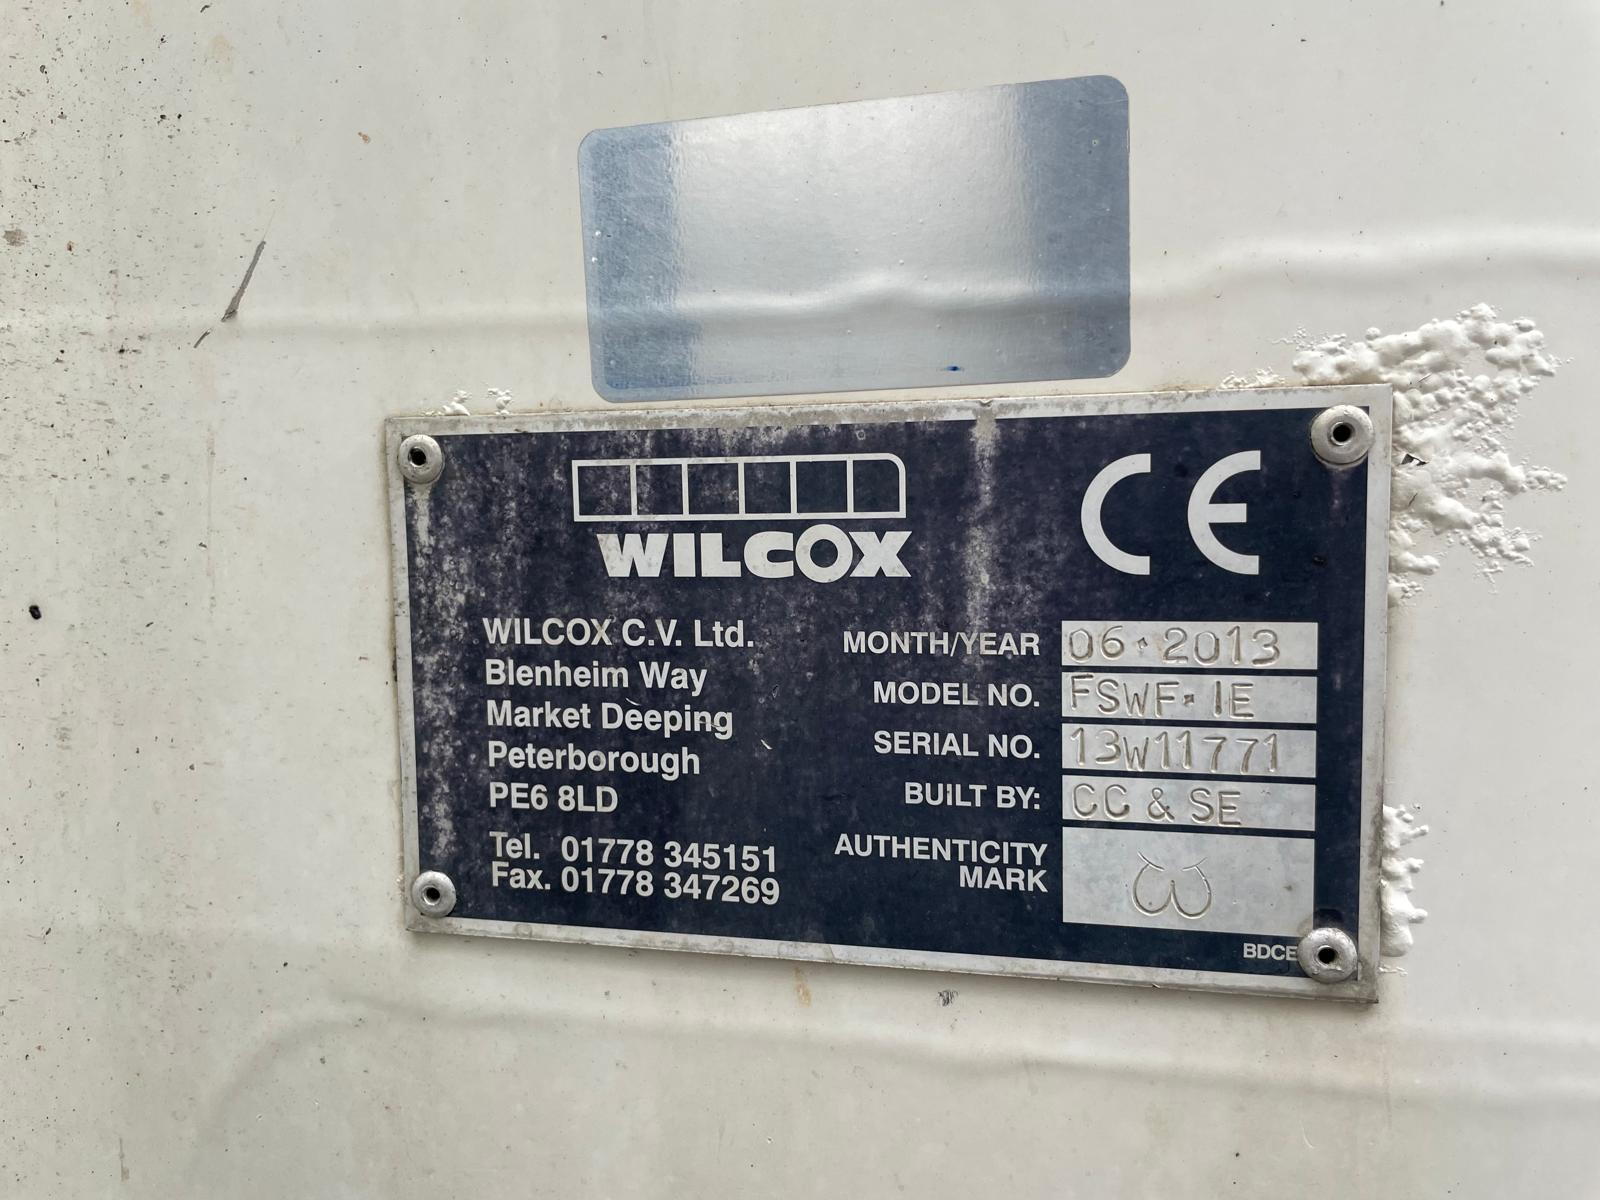 WILCOX
CE
WILCOX C.V. Ltd.
Blenheim Way
Market Deeping
Peterborough
PE6 8LD
Tel. 01778 345151
Fax. 01778 347269
MONTH/YEAR 06·2013
MODEL NO. FSWF·IE
SERIAL NO. 13W11771
BUILT BY: CC & SE
AUTHENTICITY
MARK
BDCE